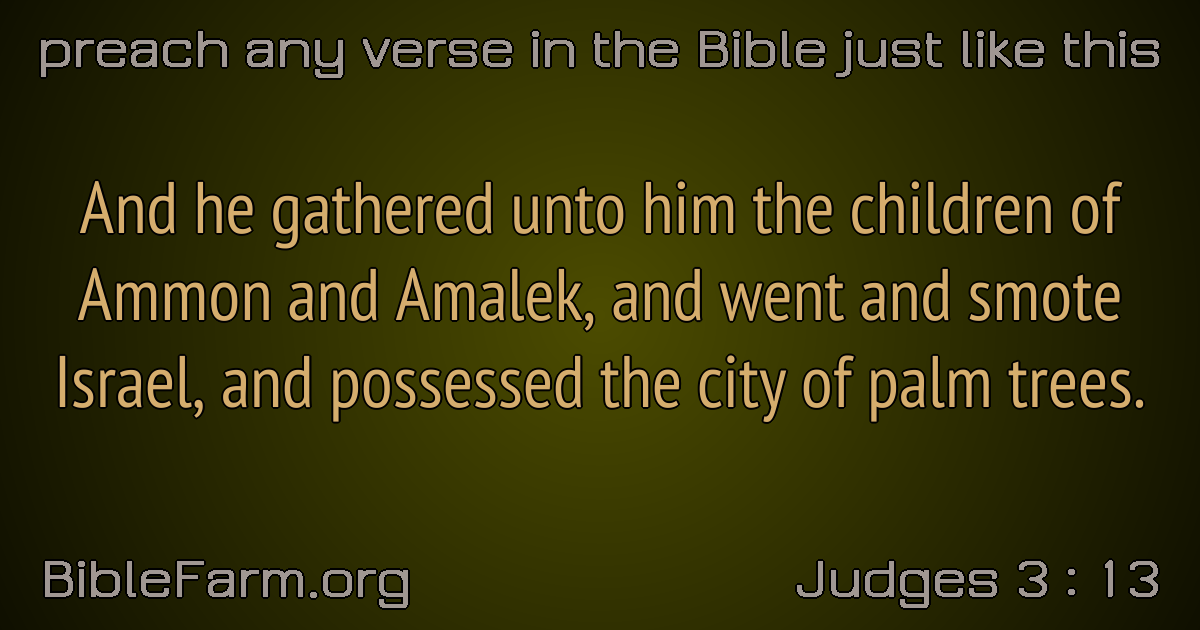 preach any verse in the Bible just like this
And he gathered unto him the children of
Ammon and Amalek, and went and smote
Israel, and possessed the city of palm trees.
BibleFarm.org
Judges 3 : 13